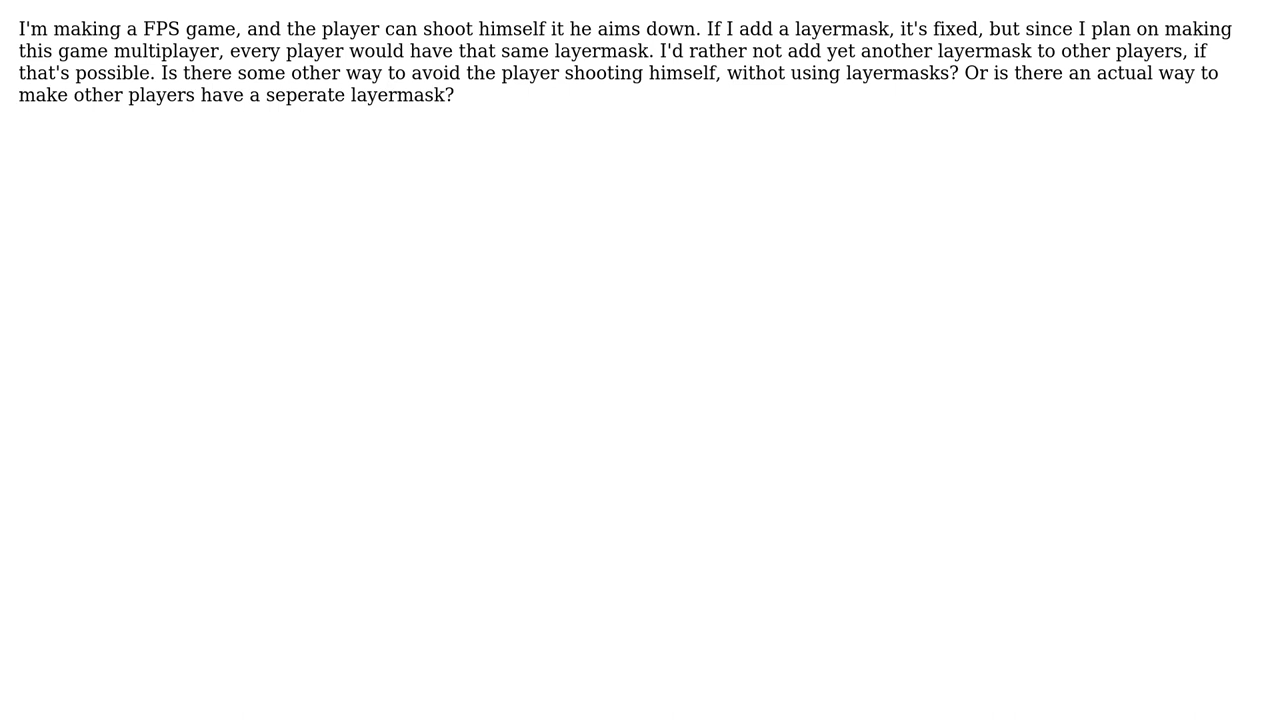 I'm making a FPS game, and the player can shoot himself it he aims down. If I add a layermask, it's fixed, but since I plan on making
this game multiplayer, every player would have that same layermask. I'd rather not add yet another layermask to other players, if
that's possible. Is there some other way to avoid the player shooting himself, withot using layermasks? Or is there an actual way to
make other players have a seperate layermask?